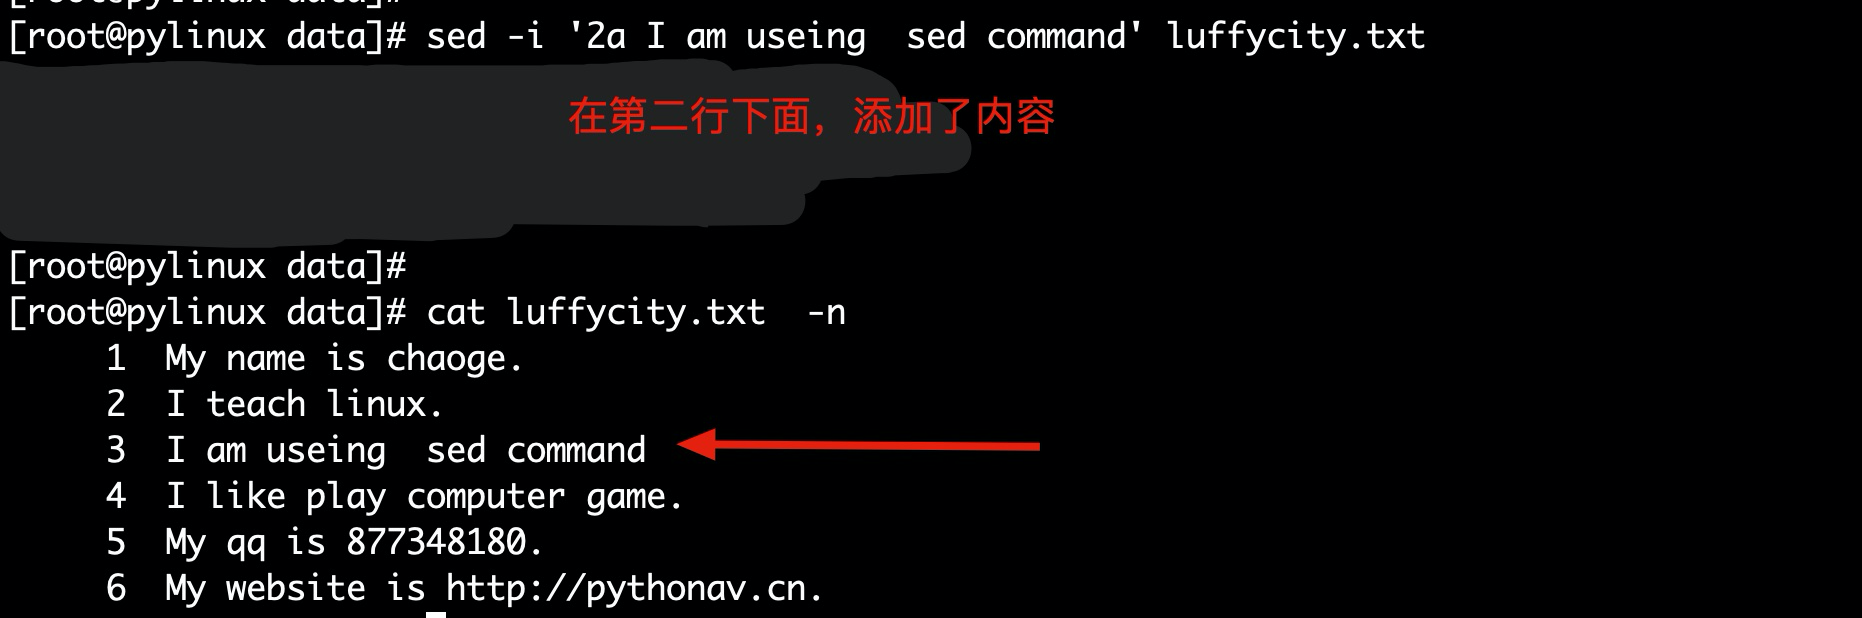 [root@pylinux data]# sed -i '2a I am useing  sed command' luffycity.txt
在第二行下面，添加了内容
[root@pylinux data]#
[root@pylinux data]# cat luffycity.txt  -n
     1  My name is chaoge.
     2  I teach linux.
     3  I am useing  sed command
     4  I like play computer game.
     5  My qq is 877348180.
     6  My website is http://pythonav.cn.